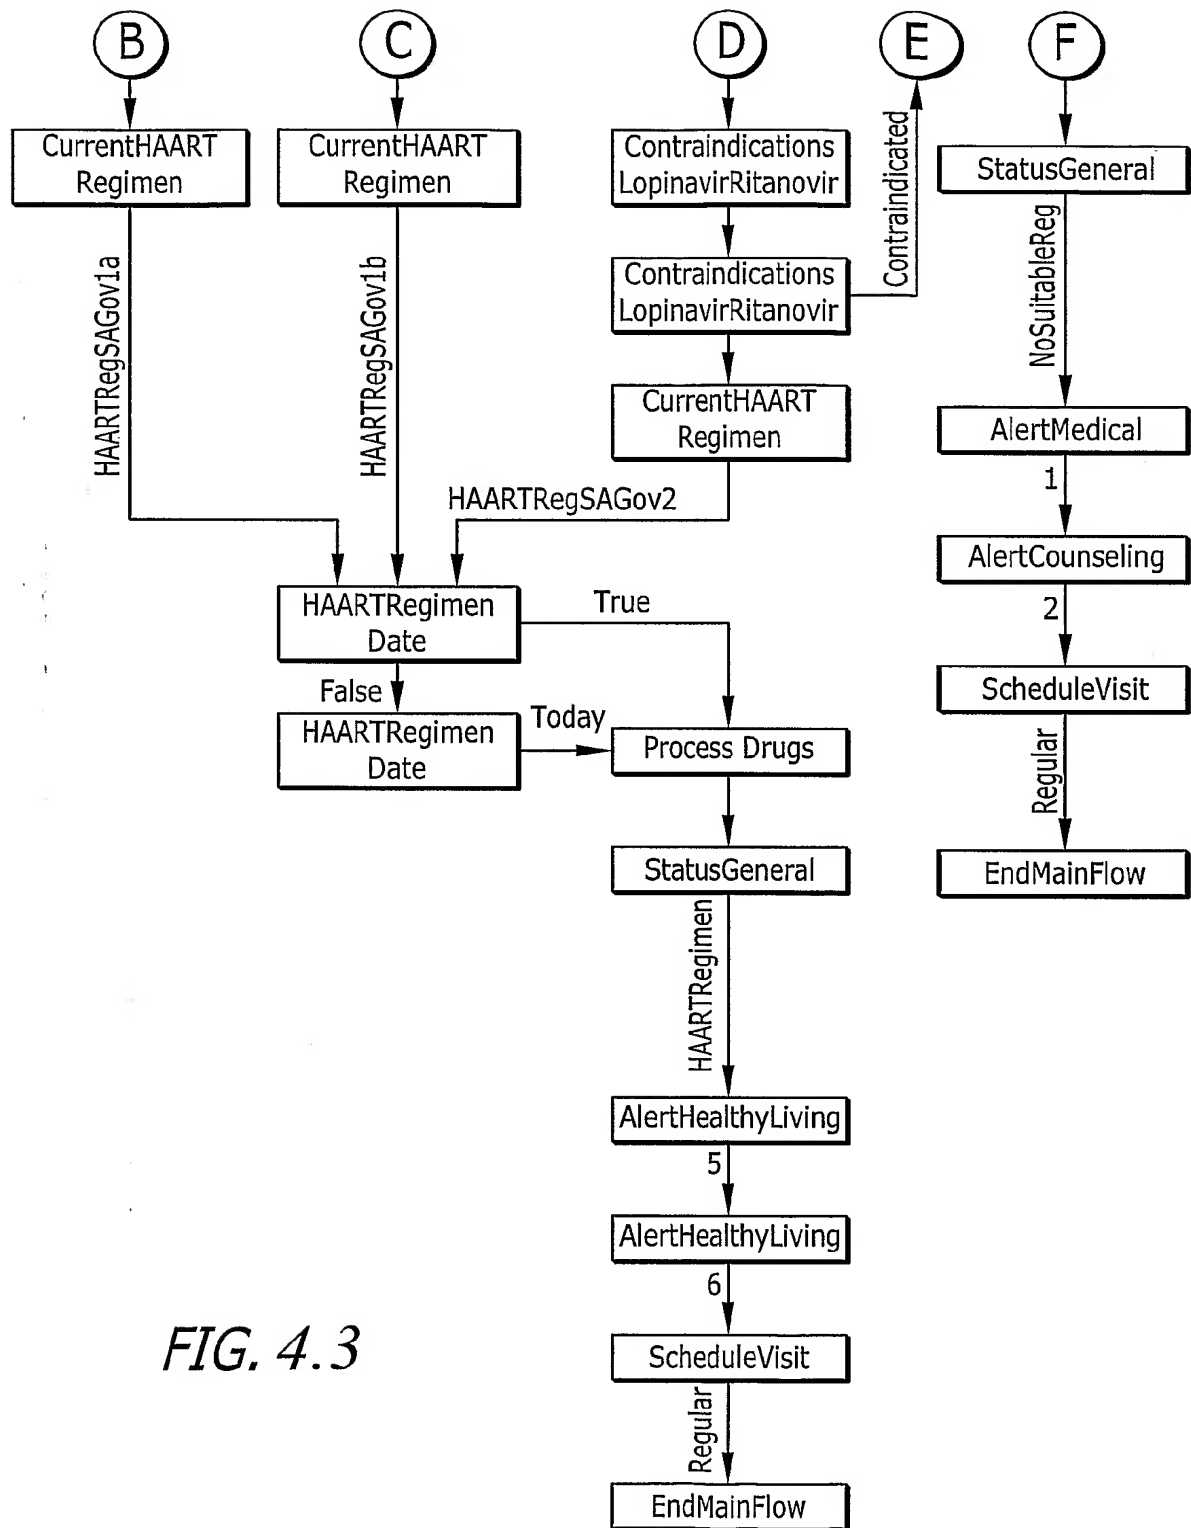 B
C
D
E
F
CurrentHAART
Regimen
CurrentHAART
Regimen
Contraindications
LopinavirRitanovir
Contraindicated
StatusGeneral
HAARTRegSAGov1a
HAARTRegSAGov1b
Contraindications
LopinavirRitanovir
NoSuitableReg
CurrentHAART
Regimen
AlertMedical
1
HAARTRegSAGov2
AlertCounseling
2
HAARTRegimen
Date
True
ScheduleVisit
False
HAARTRegimen
Date
Today
Process Drugs
Regular
StatusGeneral
EndMainFlow
HAARTRegimen
AlertHealthyLiving
5
AlertHealthyLiving
6
ScheduleVisit
Regular
EndMainFlow
FIG. 4.3